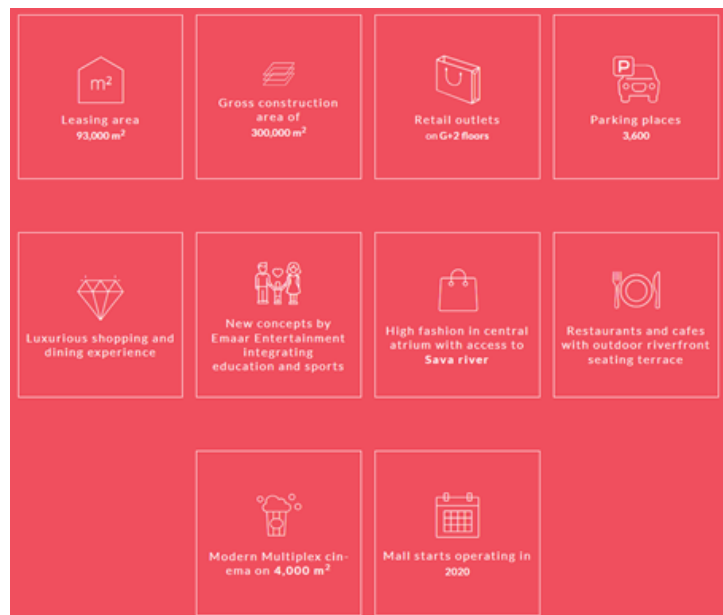 m²
Leasing area
93,000 m²
Gross construction
area of
300,000 m²
Retail outlets
on G+2 floors
P
Parking places
3,600
Luxurious shopping and
dining experience
New concepts by
Emaar Entertainment
integrating
education and sports
High fashion in central
atrium with access to
Sava river
Restaurants and cafes
with outdoor riverfront
seating terrace
Modern Multiplex cin-
ema on 4,000 m²
Mall starts operating in
2020